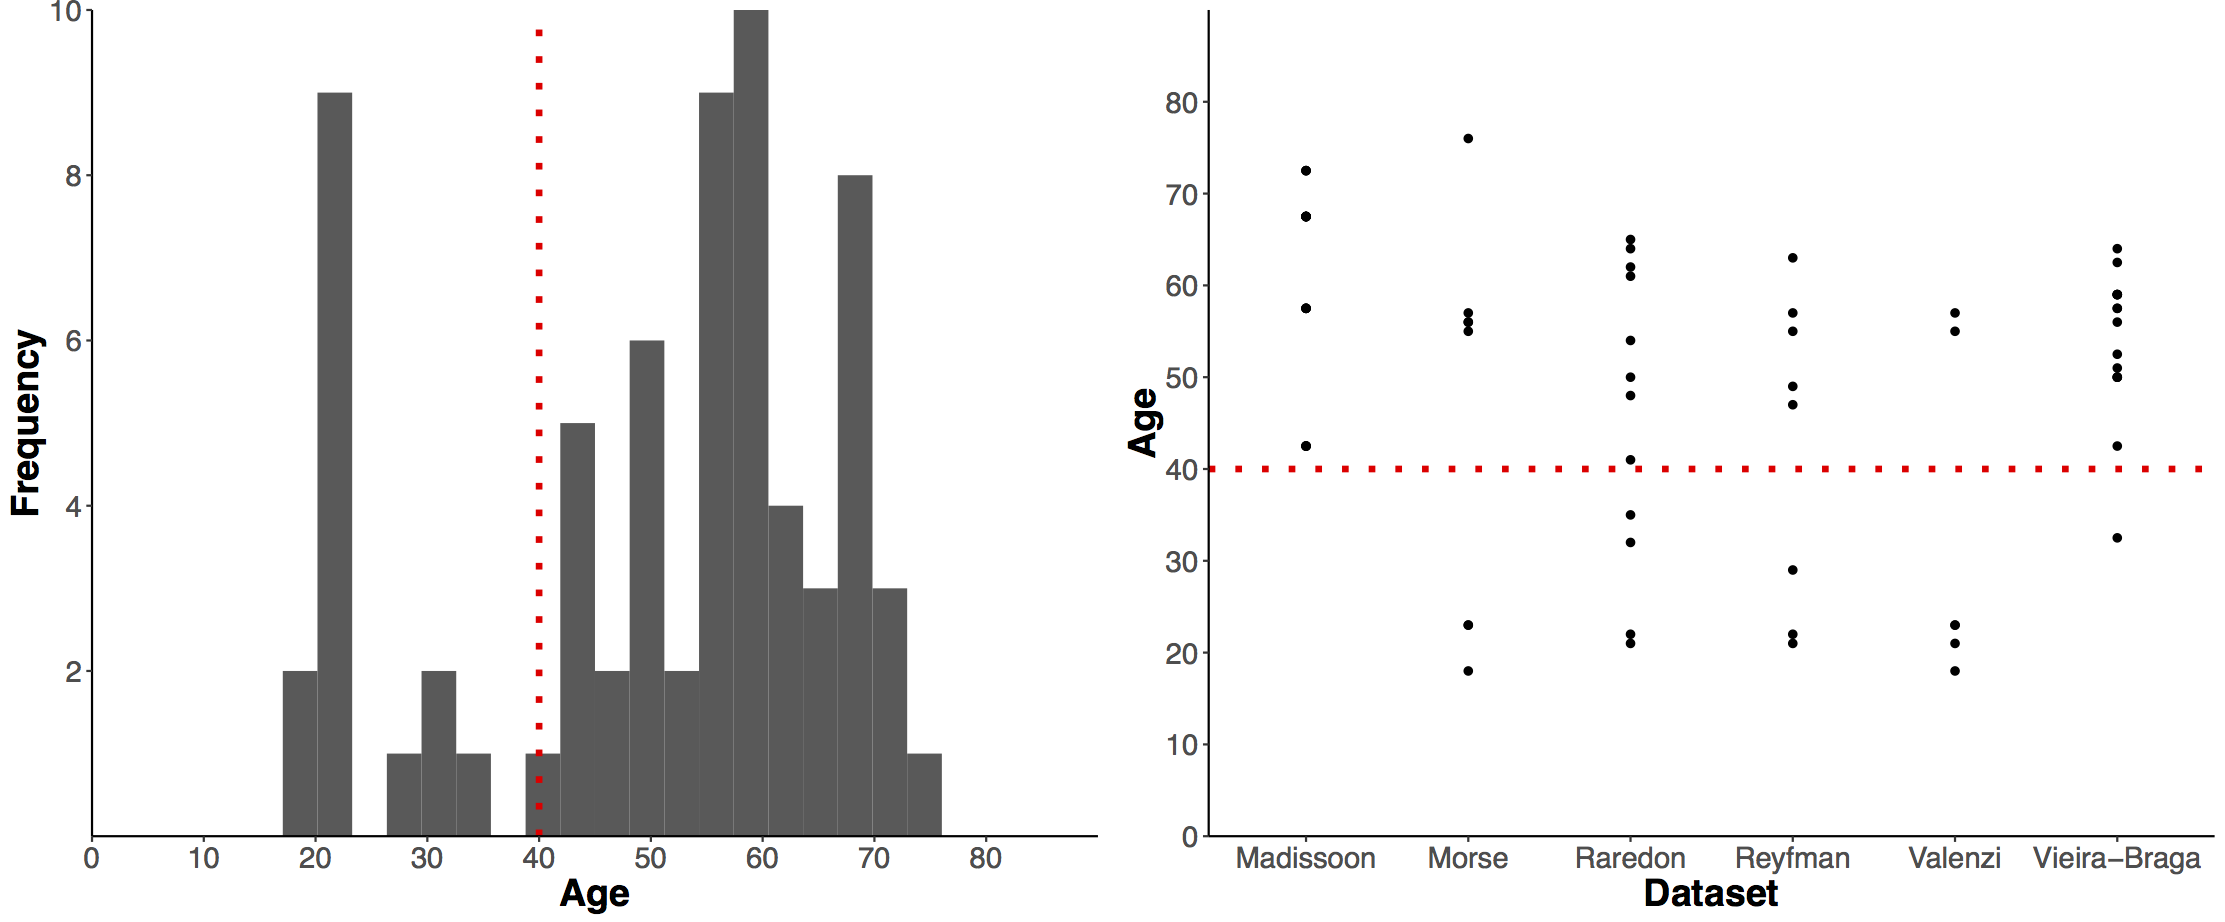 10
8
6
4
2
0 10 20 30 40 50 60 70 80
Age
Frequency
80
70
60
50
40
30
20
10
0
Age
Madissoon Morse Raredon Reyfman Valenzi Vieira−Braga
Dataset